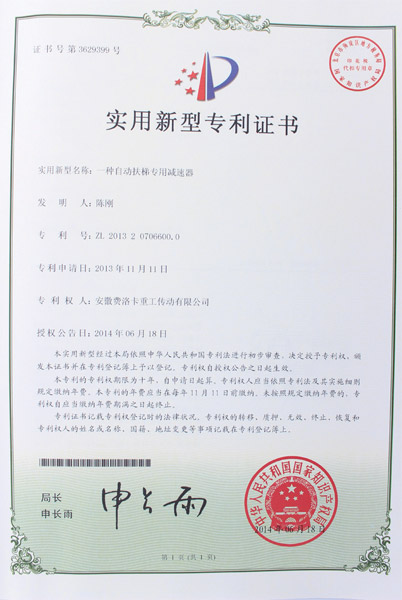 证书号第3629399号
实用新型专利证书
实用新型名称:一种自动扶梯专用减速器
发 明 人:陈刚
专 利 号:ZL 2013 2 0706600.0
专利申请日:2013年11月11日
专 利 权 人:安徽费洛卡重工传动有限公司
授权公告日:2014年06月18日
本实用新型经过本局依照中华人民共和国专利法进行初步审查,决定授予专利权,颁
发本证书并在专利登记簿上予以登记。专利权自授权公告之日起生效。
本专利的专利权期限为十年,自申请日起算。专利权人应当依照专利法及其实施细则
规定缴纳年费。本专利的年费应当在每年11月11日前缴纳。未按照规定缴纳年费的,专
利权自应当缴纳年费期满之日起终止。
专利证书记载专利权登记时的法律状况。专利权的转移、质押、无效、终止、恢复和
专利权人的姓名或名称、国籍、地址变更等事项记载在专利登记簿上。
局长
申长雨
申长雨
中华人民共和国国家知识产权局
2014年06月18日
第1页(共1页)